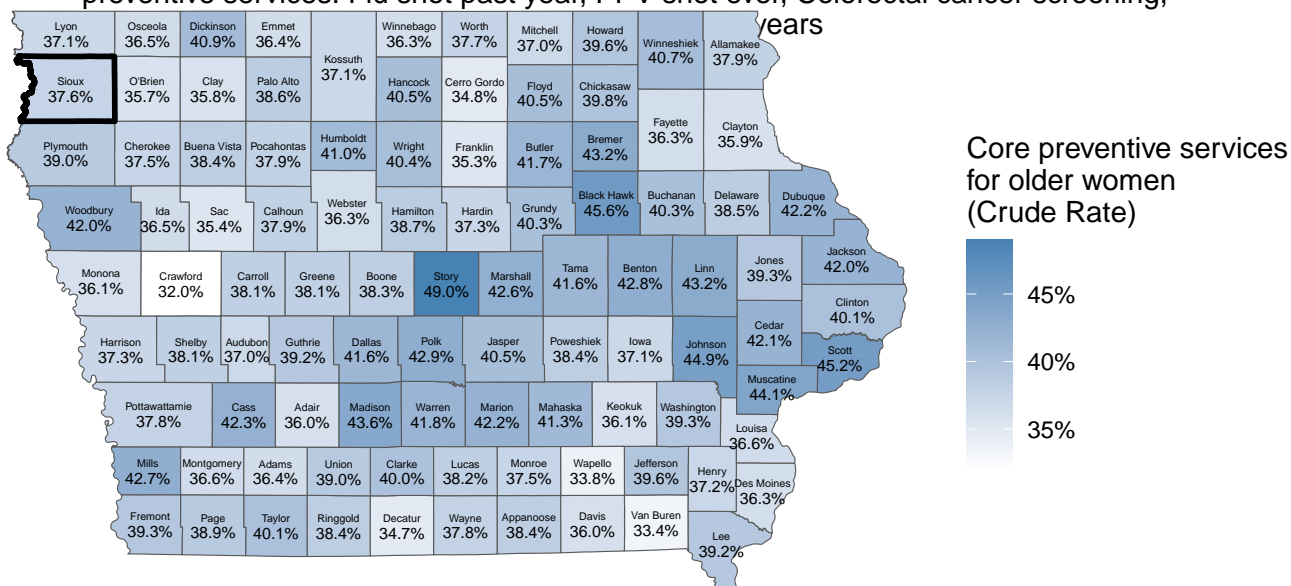 preventive services: Flu shot past year, PPV shot ever, Colorectal cancer screening,
years
Lyon
37.1%
Osceola
36.5%
Dickinson
40.9%
Emmet
36.4%
Kossuth
37.1%
Winnebago
36.3%
Worth
37.7%
Mitchell
37.0%
Howard
39.6%
Winneshiek
40.7%
Allamakee
37.9%
Sioux
37.6%
O'Brien
35.7%
Clay
35.8%
Palo Alto
38.6%
Hancock
40.5%
Cerro Gordo
34.8%
Floyd
40.5%
Chickasaw
39.8%
Fayette
36.3%
Clayton
35.9%
Plymouth
39.0%
Cherokee
37.5%
Buena Vista
38.4%
Pocahontas
37.9%
Humboldt
41.0%
Wright
40.4%
Franklin
35.3%
Butler
41.7%
Bremer
43.2%
Woodbury
42.0%
Ida
36.5%
Sac
35.4%
Calhoun
37.9%
Webster
36.3%
Hamilton
38.7%
Hardin
37.3%
Grundy
40.3%
Black Hawk
45.6%
Buchanan
40.3%
Delaware
38.5%
Dubuque
42.2%
Monona
36.1%
Crawford
32.0%
Carroll
38.1%
Greene
38.1%
Boone
38.3%
Story
49.0%
Marshall
42.6%
Tama
41.6%
Benton
42.8%
Linn
43.2%
Jones
39.3%
Jackson
42.0%
Clinton
40.1%
Harrison
37.3%
Shelby
38.1%
Audubon
37.0%
Guthrie
39.2%
Dallas
41.6%
Polk
42.9%
Jasper
40.5%
Poweshiek
38.4%
Iowa
37.1%
Johnson
44.9%
Cedar
42.1%
Scott
45.2%
Muscatine
44.1%
Pottawattamie
37.8%
Cass
42.3%
Adair
36.0%
Madison
43.6%
Warren
41.8%
Marion
42.2%
Mahaska
41.3%
Keokuk
36.1%
Washington
39.3%
Louisa
36.6%
Mills
42.7%
Montgomery
36.6%
Adams
36.4%
Union
39.0%
Clarke
40.0%
Lucas
38.2%
Monroe
37.5%
Wapello
33.8%
Jefferson
39.6%
Henry
37.2%
Des Moines
36.3%
Fremont
39.3%
Page
38.9%
Taylor
40.1%
Ringgold
38.4%
Decatur
34.7%
Wayne
37.8%
Appanoose
38.4%
Davis
36.0%
Van Buren
33.4%
Lee
39.2%
Core preventive services
for older women
(Crude Rate)
45%
40%
35%